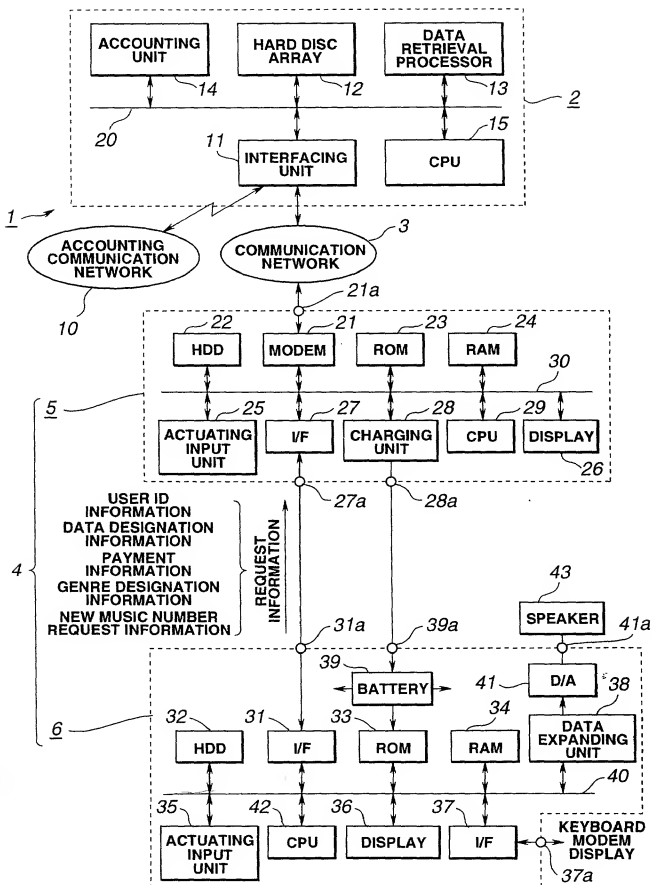 ACCOUNTING
UNIT
14
HARD DISC
ARRAY
12
DATA
RETRIEVAL
PROCESSOR
13
2
20
11
INTERFACING
UNIT
15
CPU
1
ACCOUNTING
COMMUNICATION
NETWORK
10
3
COMMUNICATION
NETWORK
21a
22
HDD
21
MODEM
23
ROM
24
RAM
30
5
25
ACTUATING
INPUT
UNIT
27
I/F
28
CHARGING
UNIT
29
CPU
DISPLAY
26
27a
28a
4
USER ID
INFORMATION
DATA DESIGNATION
INFORMATION
PAYMENT
INFORMATION
GENRE DESIGNATION
INFORMATION
NEW MUSIC NUMBER
REQUEST INFORMATION
REQUEST
INFORMATION
31a
39a
43
SPEAKER
41a
39
BATTERY
41
D/A
38
DATA
EXPANDING
UNIT
6
32
HDD
31
I/F
33
ROM
34
RAM
40
35
ACTUATING
INPUT UNIT
42
CPU
36
DISPLAY
37
I/F
37a
KEYBOARD
MODEM
DISPLAY